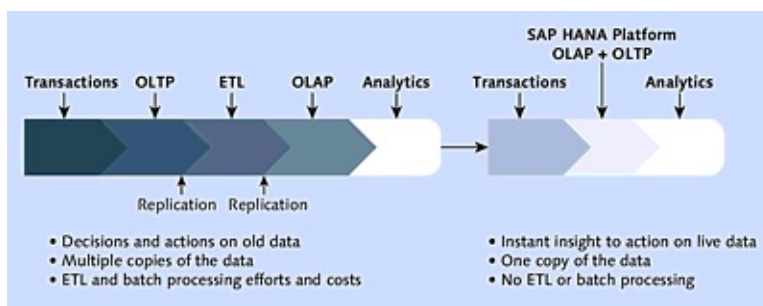 SAP HANA Platform
OLAP + OLTP
Transactions OLTP ETL OLAP Analytics Transactions Analytics
Replication Replication
• Decisions and actions on old data
• Multiple copies of the data
• ETL and batch processing efforts and costs
• Instant insight to action on live data
• One copy of the data
• No ETL or batch processing